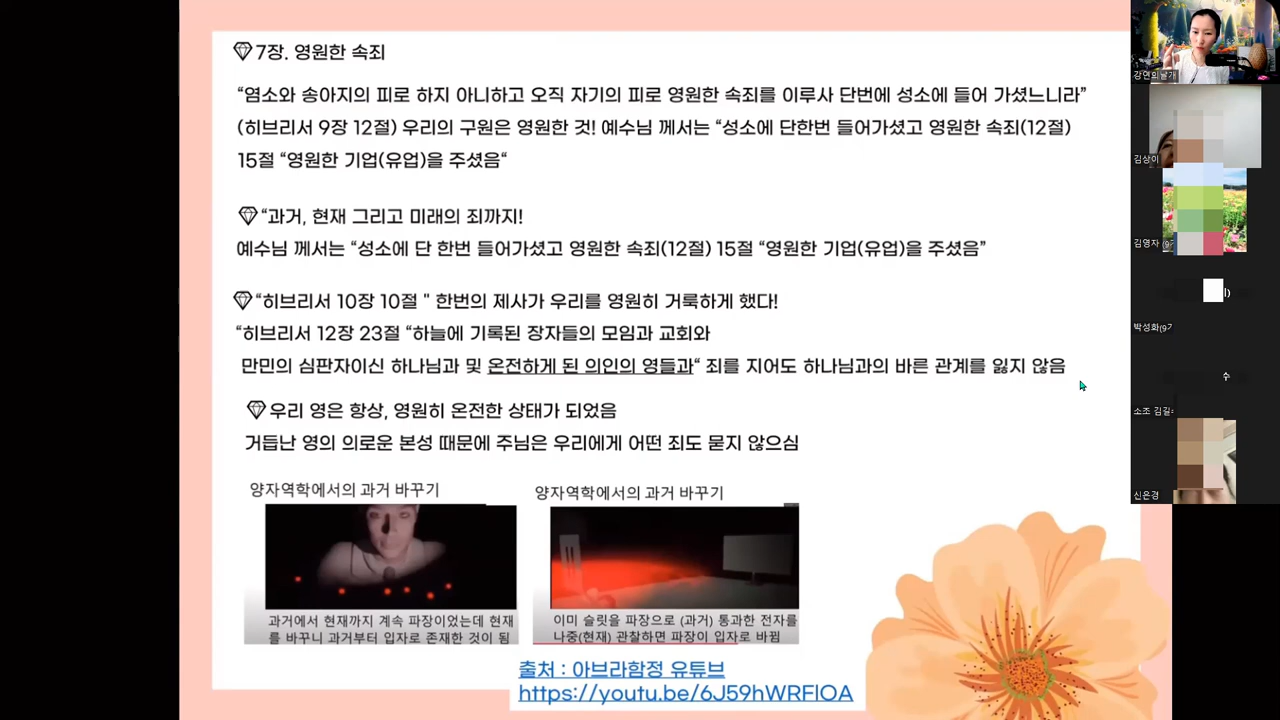 7장. 영원한 속죄
“염소와 송아지의 피로 하지 아니하고 오직 자기의 피로 영원한 속죄를 이루사 단번에 성소에 들어 가셨느니라”
(히브리서 9장 12절) 우리의 구원은 영원한 것! 예수님 께서는 “성소에 단한번 들어가셨고 영원한 속죄(12절)
15절 “영원한 기업(유업)을 주셨음“
“과거, 현재 그리고 미래의 죄까지!
예수님 께서는 “성소에 단 한번 들어가셨고 영원한 속죄(12절) 15절 “영원한 기업(유업)을 주셨음”
“히브리서 10장 10절 " 한번의 제사가 우리를 영원히 거룩하게 했다!
“히브리서 12장 23절 “하늘에 기록된 장자들의 모임과 교회와
만민의 심판자이신 하나님과 및 온전하게 된 의인의 영들과“ 죄를 지어도 하나님과의 바른 관계를 잃지 않음
우리 영은 항상, 영원히 온전한 상태가 되었음
거듭난 영의 의로운 본성 때문에 주님은 우리에게 어떤 죄도 묻지 않으심
양자역학에서의 과거 바꾸기
과거에서 현재까지 계속 파장이었는데 현재
를 바꾸니 과거부터 입자로 존재한 것이 됨
양자역학에서의 과거 바꾸기
이미 슬릿을 파장으로 (과거) 통과한 전자를
나중(현재) 관찰하면 파장이 입자로 바뀜
출처 : 아브라함정 유튜브
https://youtu.be/6J59hWRFlOA
강연의날개
김상이
김영자 (9
박성화(9기
수
소조 김길
신은경